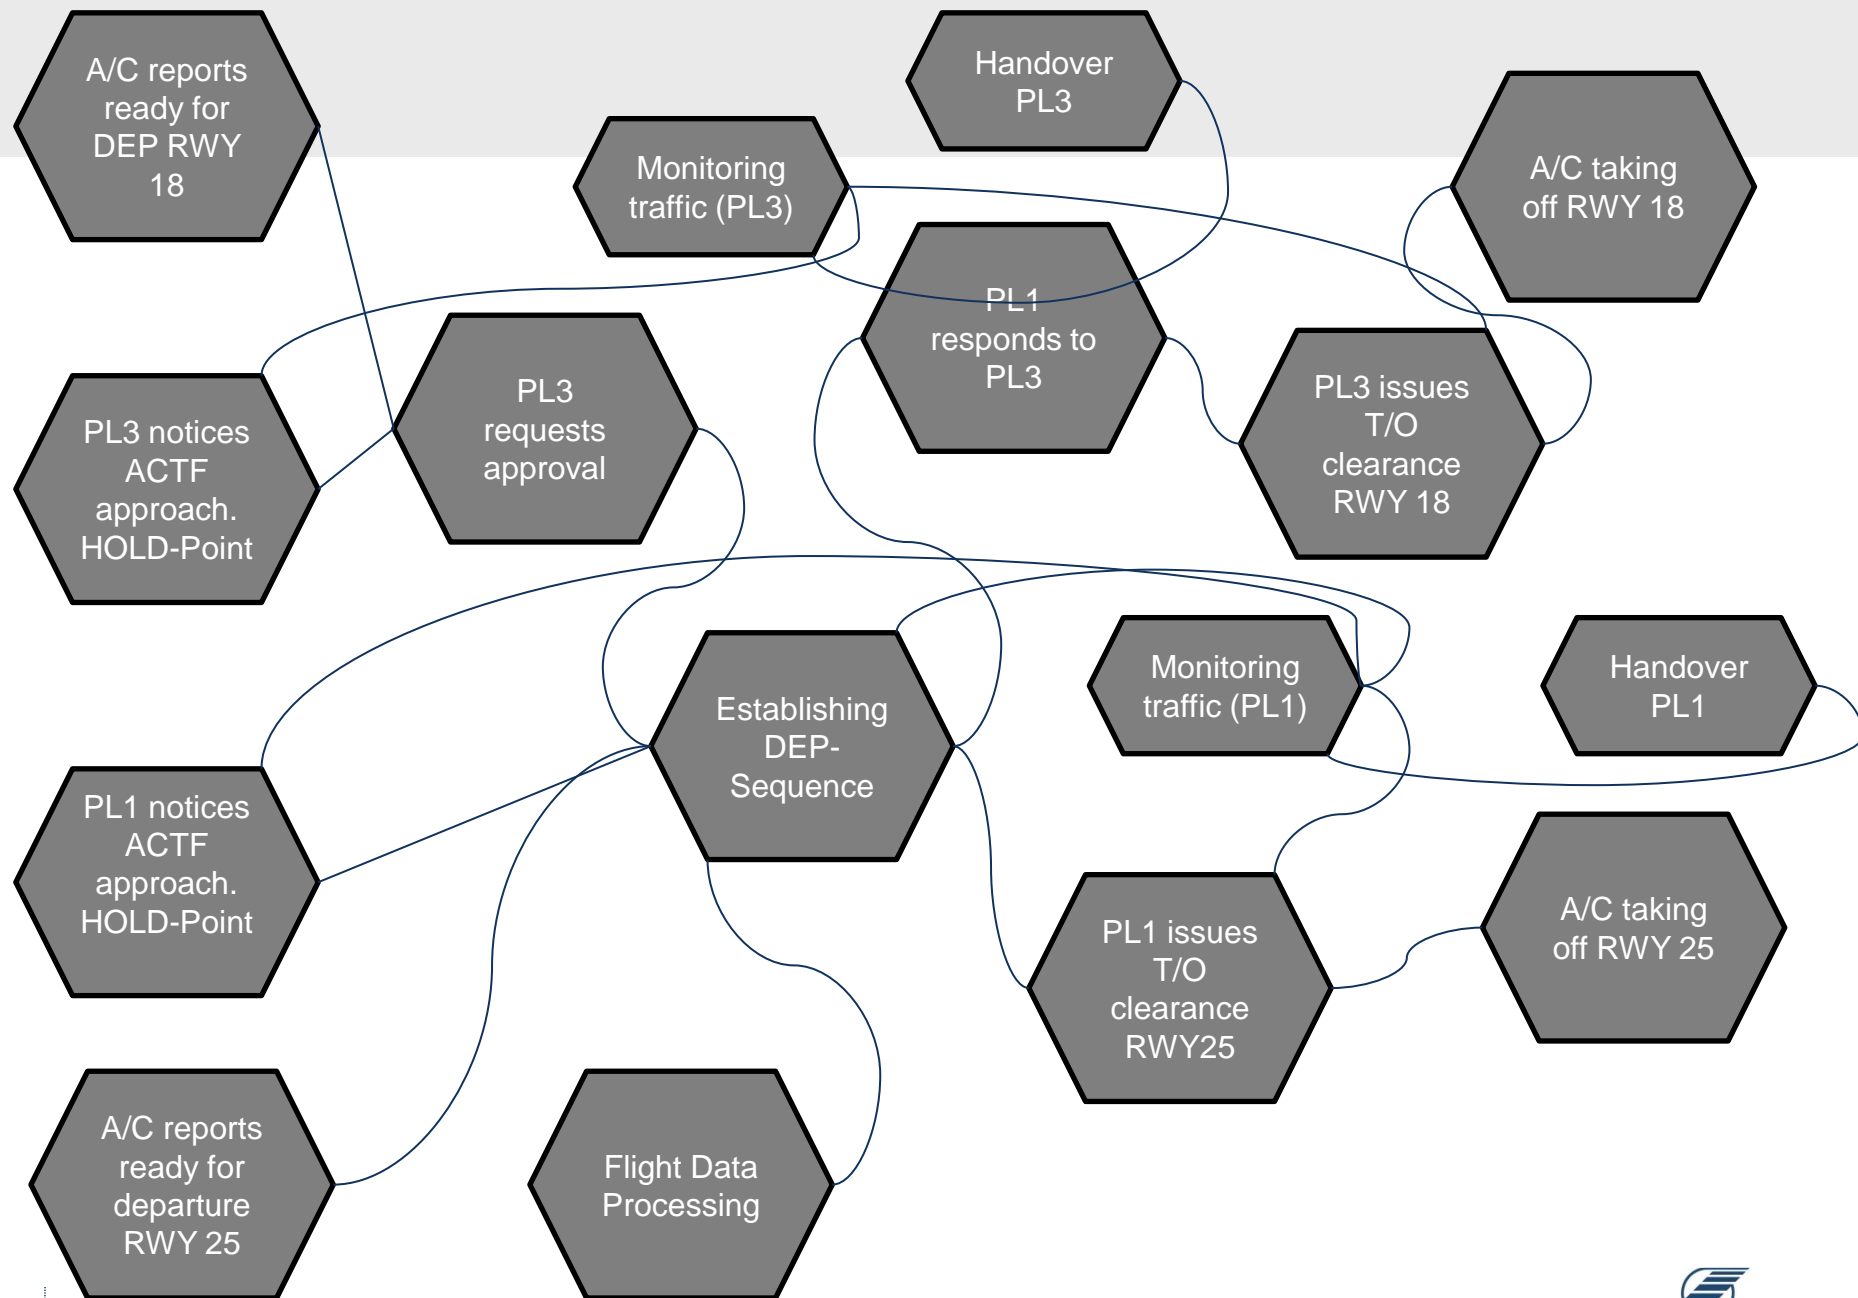 A/C reports
ready for
DEP RWY
18
Handover
PL3
Monitoring
traffic (PL3)
A/C taking
off RWY 18
PL1
responds to
PL3
PL3
requests
approval
PL3 issues
T/O
clearance
RWY 18
PL3 notices
ACTF
approach.
HOLD-Point
Establishing
DEP-
Sequence
Monitoring
traffic (PL1)
Handover
PL1
PL1 notices
ACTF
approach.
HOLD-Point
PL1 issues
T/O
clearance
RWY25
A/C taking
off RWY 25
A/C reports
ready for
departure
RWY 25
Flight Data
Processing